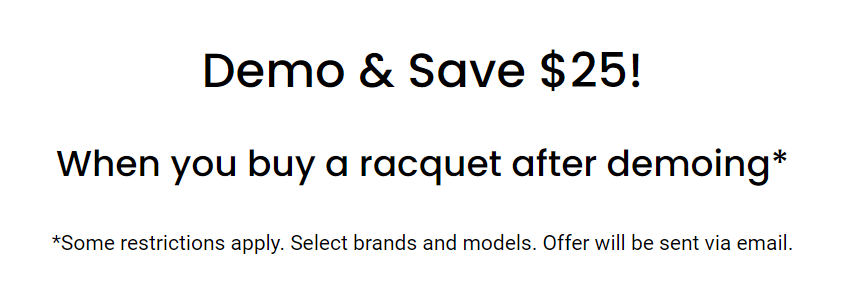 Demo & Save $25!
When you buy a racquet after demoing*
*Some restrictions apply. Select brands and models. Offer will be sent via email.